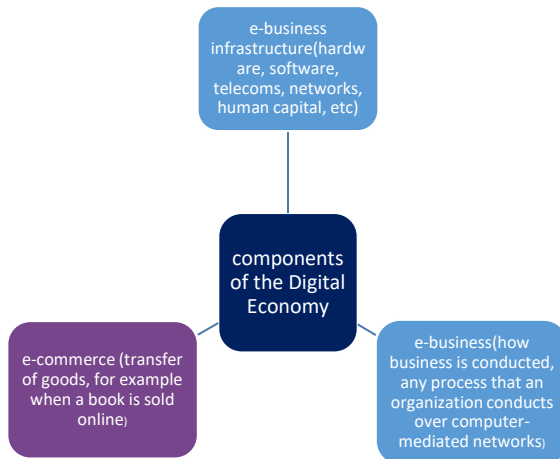 e-business
infrastructure(hardw
are, software,
telecoms, networks,
human capital, etc)
components
of the Digital
Economy
e-commerce (transfer
of goods, for example
when a book is sold
online)
e-business(how
business is conducted,
any process that an
organization conducts
over computer-
mediated networks)